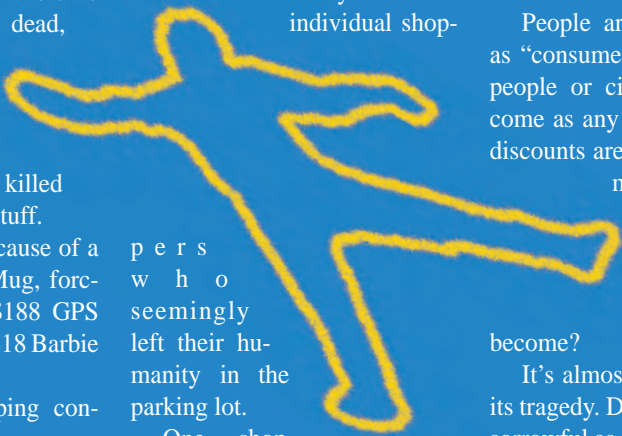 dead,
killed
tuff.
cause of a
Mug, forc-
188 GPS
18 Barbie
ping con-
individual shop-
p e r s
w h o
seemingly
left their hu-
manity in the
parking lot.
One shop
People ar
as “consume
people or ci
come as any
discounts are
become?
It's almos
its tragedy. D